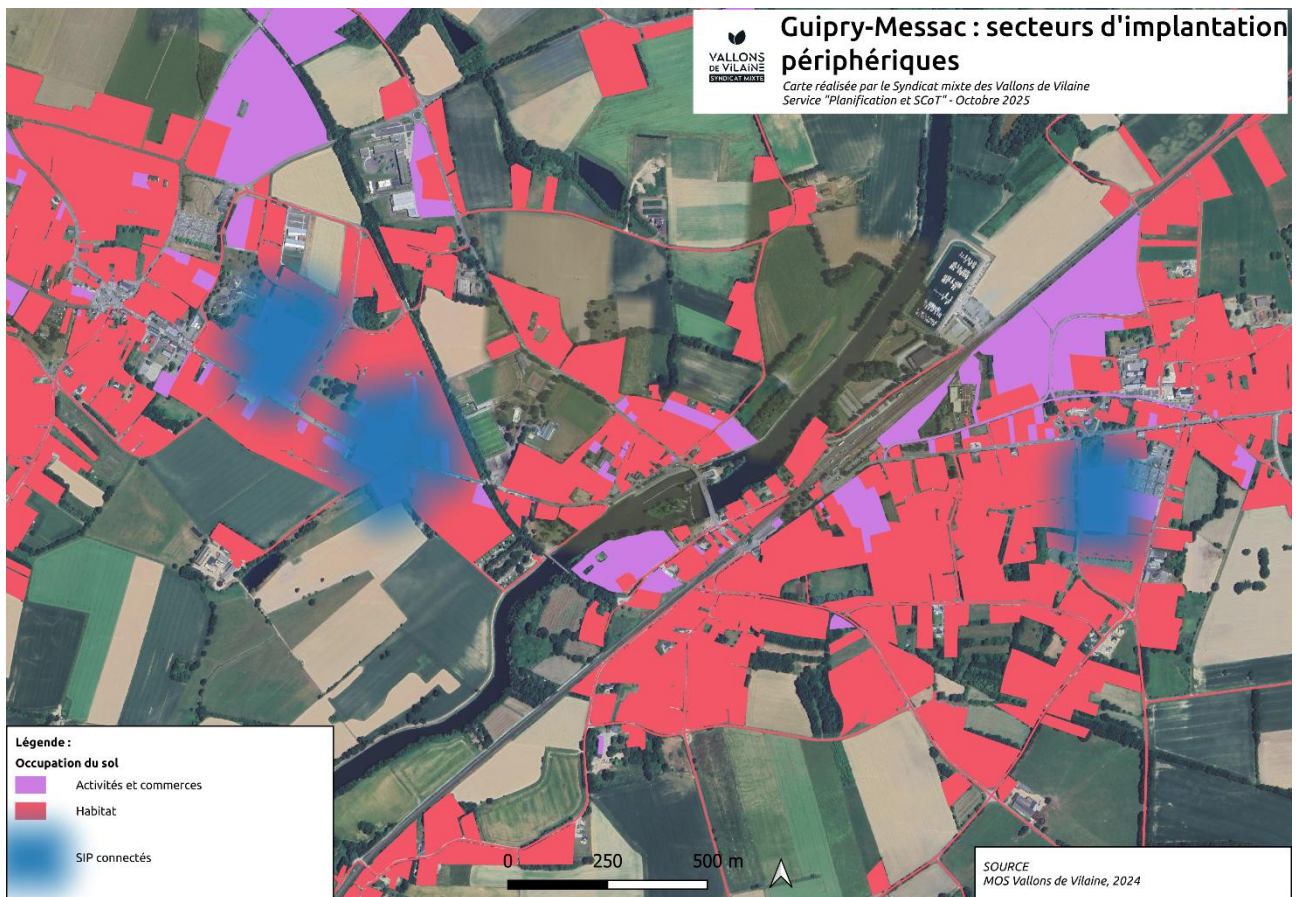 VALLONS
DE VILAINE
SYNDICAT MIXTE
Guipry-Messac : secteurs d'implantation
périphériques
Carte réalisée par le Syndicat mixte des Vallons de Vilaine
Service "Planification et SCoT" - Octobre 2025
Légende :
Occupation du sol
Activités et commerces
Habitat
SIP connectés
0 250 500 m
SOURCE
MOS Vallons de Vilaine, 2024